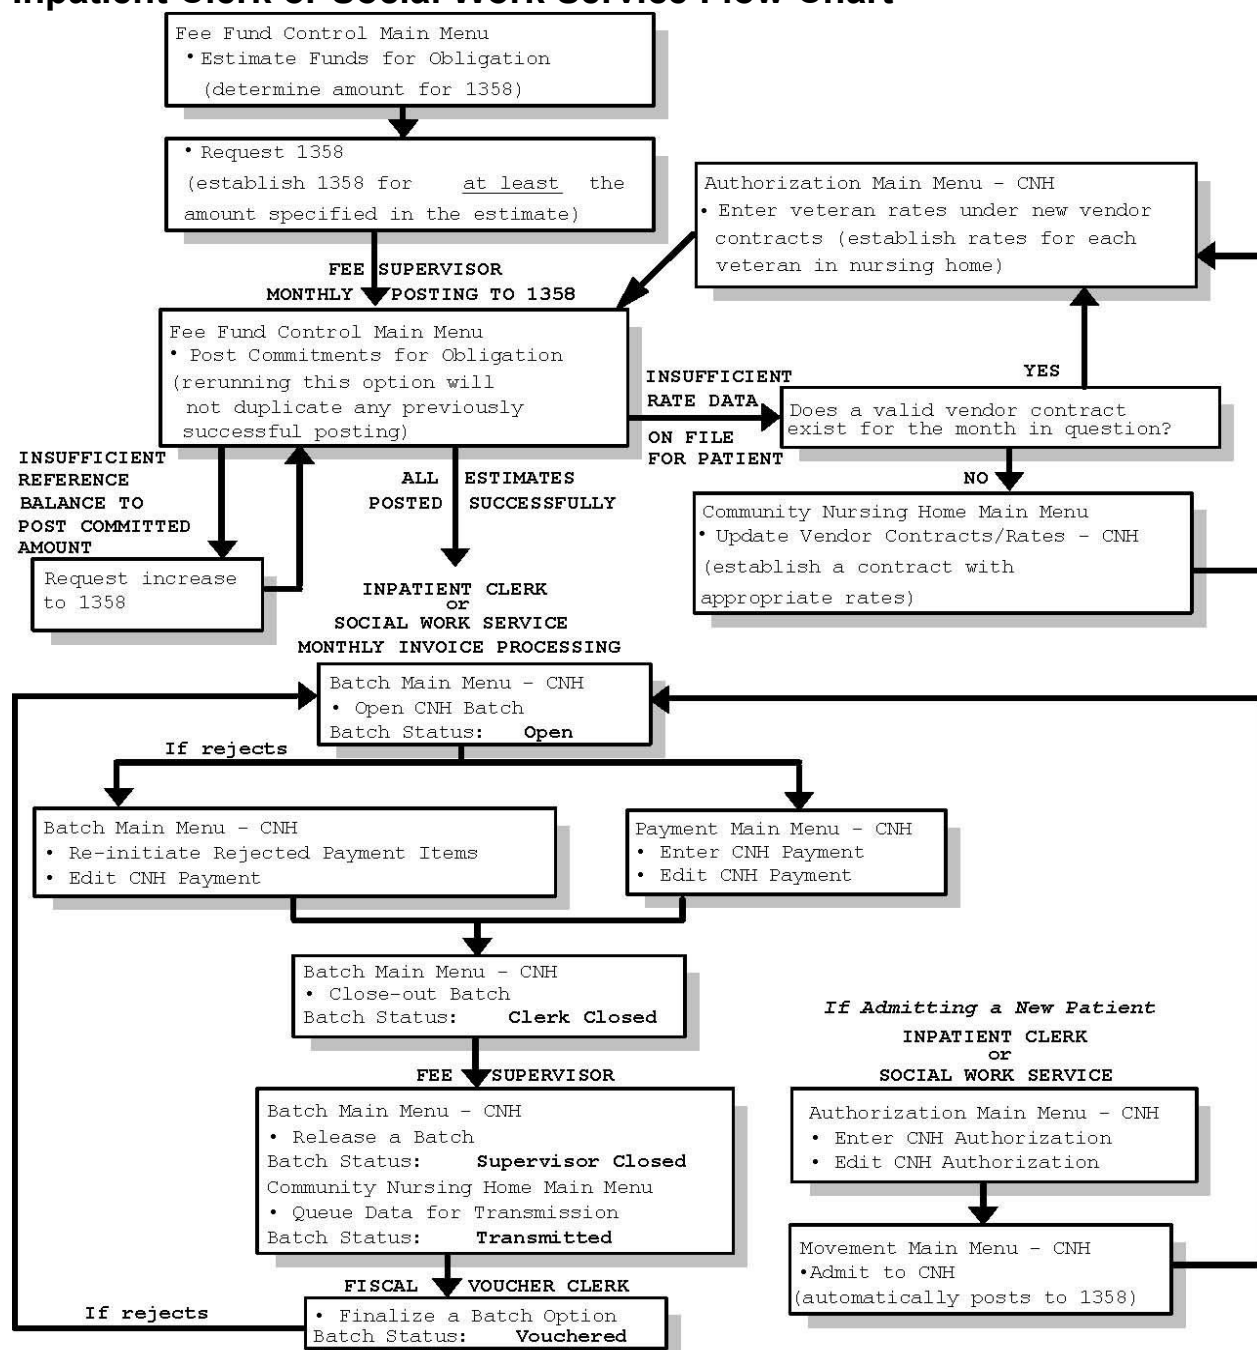 Inpatient Clerk or Social Work Service Flow Chart
Fee Fund Control Main Menu
• Estimate Funds for Obligation
(determine amount for 1358)
• Request 1358
(establish 1358 for at least the
amount specified in the estimate)
FEE SUPERVISOR
MONTHLY POSTING TO 1358
Authorization Main Menu - CNH
• Enter veteran rates under new vendor
contracts (establish rates for each
veteran in nursing home)
Fee Fund Control Main Menu
• Post Commitments for Obligation
(rerunning this option will
not duplicate any previously
successful posting)
INSUFFICIENT
RATE DATA
ON FILE
FOR PATIENT
YES
Does a valid vendor contract
exist for the month in question?
NO
Community Nursing Home Main Menu
• Update Vendor Contracts/Rates - CNH
(establish a contract with
appropriate rates)
INSUFFICIENT
REFERENCE
BALANCE TO
POST COMMITTED
AMOUNT
Request increase
to 1358
ALL ESTIMATES
POSTED SUCCESSFULLY
INPATIENT CLERK
or
SOCIAL WORK SERVICE
MONTHLY INVOICE PROCESSING
Batch Main Menu - CNH
• Open CNH Batch
Batch Status: Open
If rejects
Batch Main Menu - CNH
• Re-initiate Rejected Payment Items
• Edit CNH Payment
Payment Main Menu - CNH
• Enter CNH Payment
• Edit CNH Payment
Batch Main Menu - CNH
• Close-out Batch
Batch Status: Clerk Closed
FEE SUPERVISOR
Batch Main Menu - CNH
• Release a Batch
Batch Status: Supervisor Closed
Community Nursing Home Main Menu
• Queue Data for Transmission
Batch Status: Transmitted
FISCAL VOUCHER CLERK
If rejects
• Finalize a Batch Option
Batch Status: Vouchered
If Admitting a New Patient
INPATIENT CLERK
or
SOCIAL WORK SERVICE
Authorization Main Menu - CNH
• Enter CNH Authorization
• Edit CNH Authorization
Movement Main Menu - CNH
•Admit to CNH
(automatically posts to 1358)